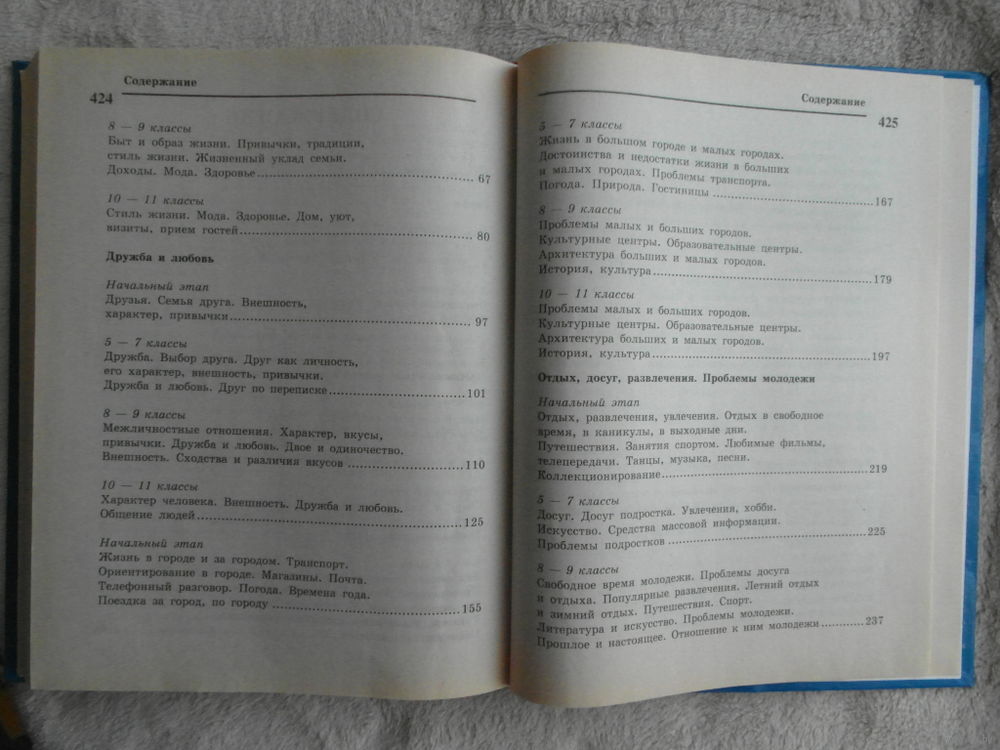 Содержание
424
8 — 9 классы
Быт и образ жизни. Привычки, традиции,
стиль жизни. Жизненный уклад семьи.
Доходы. Мода. Здоровье.......67
10 — 11 классы
Стиль жизни. Мода. Здоровье. Дом, уют,
визиты, прием гостей.......80
Дружба и любовь
Начальный этап
Друзья. Семья друга. Внешность,
характер, привычки.......97
5 — 7 классы
Дружба. Выбор друга. Друг как личность,
его характер, внешность, привычки.
Дружба и любовь. Друг по переписке.......101
8 — 9 классы
Межличностные отношения. Характер, вкусы,
привычки. Дружба и любовь. Двое и одиночество.
Внешность. Сходства и различия вкусов.......110
10 — 11 классы
Характер человека. Внешность. Дружба и любовь.
Общение людей.......125
Начальный этап
Жизнь в городе и за городом. Транспорт.
Ориентирование в городе. Магазины. Почта.
Телефонный разговор. Погода. Времена года.
Поездка за город, по городу.......155
Содержание
425
5 — 7 классы
Жизнь в большом городе и малых городах.
Достоинства и недостатки жизни в больших
и малых городах. Проблемы транспорта.
Погода. Природа. Гостиницы.......167
8 — 9 классы
Проблемы малых и больших городов.
Культурные центры. Образовательные центры.
Архитектура больших и малых городов.
История, культура.......179
10 — 11 классы
Проблемы малых и больших городов.
Культурные центры. Образовательные центры.
Архитектура больших и малых городов.
История, культура.......197
Отдых, досуг, развлечения. Проблемы молодежи
Начальный этап
Отдых, развлечения, увлечения. Отдых в свободное
время, в каникулы, в выходные дни.
Путешествия. Занятия спортом. Любимые фильмы,
телепередачи. Танцы, музыка, песни.
Коллекционирование.......219
5 — 7 классы
Досуг. Досуг подростка. Увлечения, хобби.
Искусство. Средства массовой информации.
Проблемы подростков.......225
8 — 9 классы
Свободное время молодежи. Проблемы досуга
и отдыха. Популярные развлечения. Летний отдых
и зимний отдых. Путешествия. Спорт.
Литература и искусство. Проблемы молодежи.
Прошлое и настоящее. Отношение к ним молодежи.......237